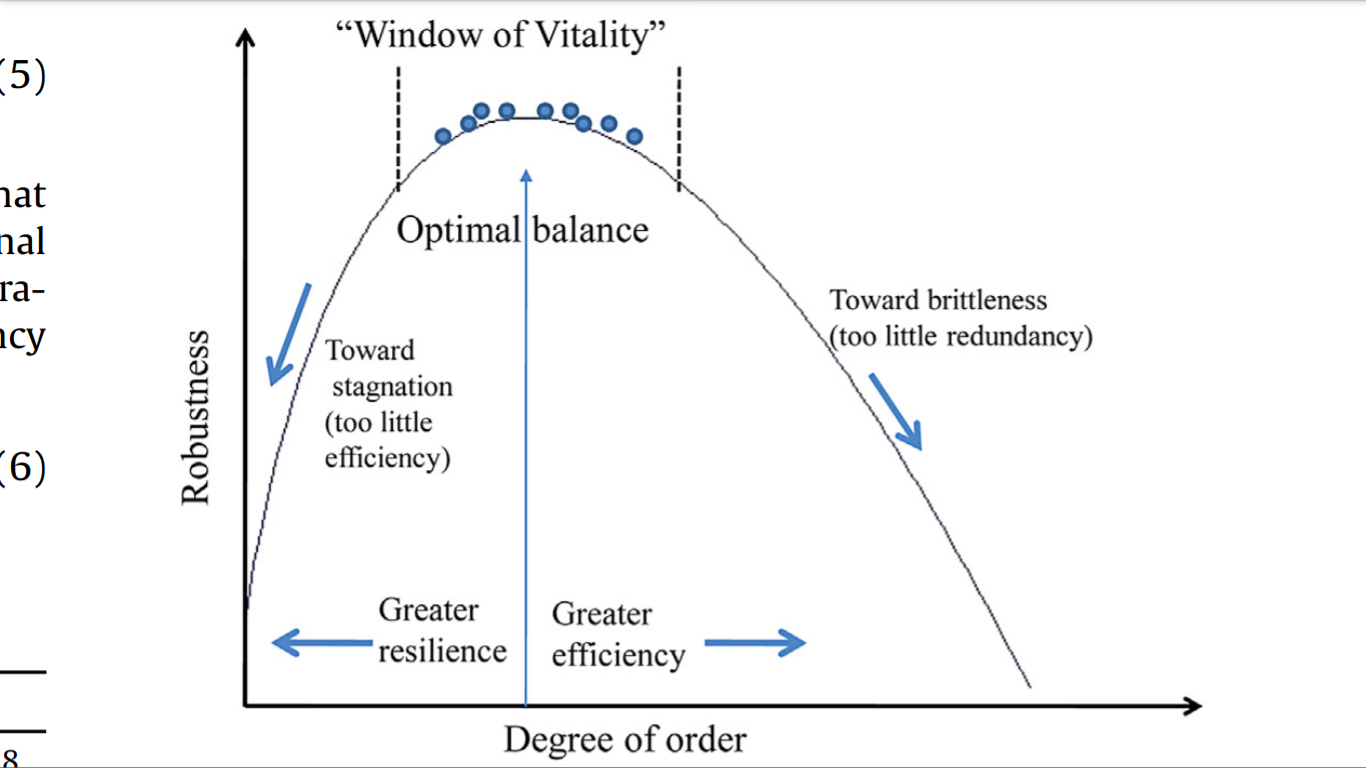 “Window of Vitality”
(5)
Optimal balance
Toward brittleness
(too little redundancy)
Toward
stagnation
(too little
efficiency)
Robustness
(6)
Greater
resilience
Greater
efficiency
Degree of order
nat
nal
ra-
ncy
8